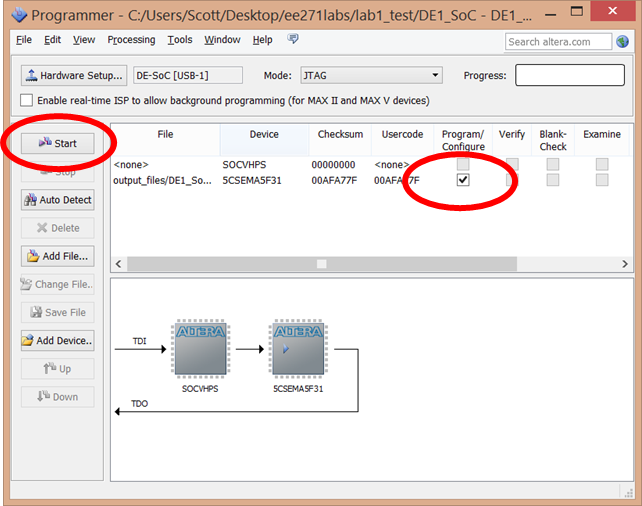 Programmer - C:/Users/Scott/Desktop/ee271labs/lab1_test/DE1_SoC - DE1_...
File Edit View Processing Tools Window Help
Search altera.com
Hardware Setup... DE-SoC [USB-1] Mode: JTAG Progress:
Enable real-time ISP to allow background programming (for MAX II and MAX V devices)
Start
Stop
Auto Detect
Delete
Add File...
Change File..
Save File
Add Device..
Up
Down
File Device Checksum Usercode Program/ Verify Blank- Examine
Configure Check
<none> SOCVHPS 00000000 <none>
output_files/DE1_So... 5CSEMA5F31 00AFA77F 00AFA77F
TDI
ALTERA ALTERA
SOCVHPS 5CSEMA5F31
TDO